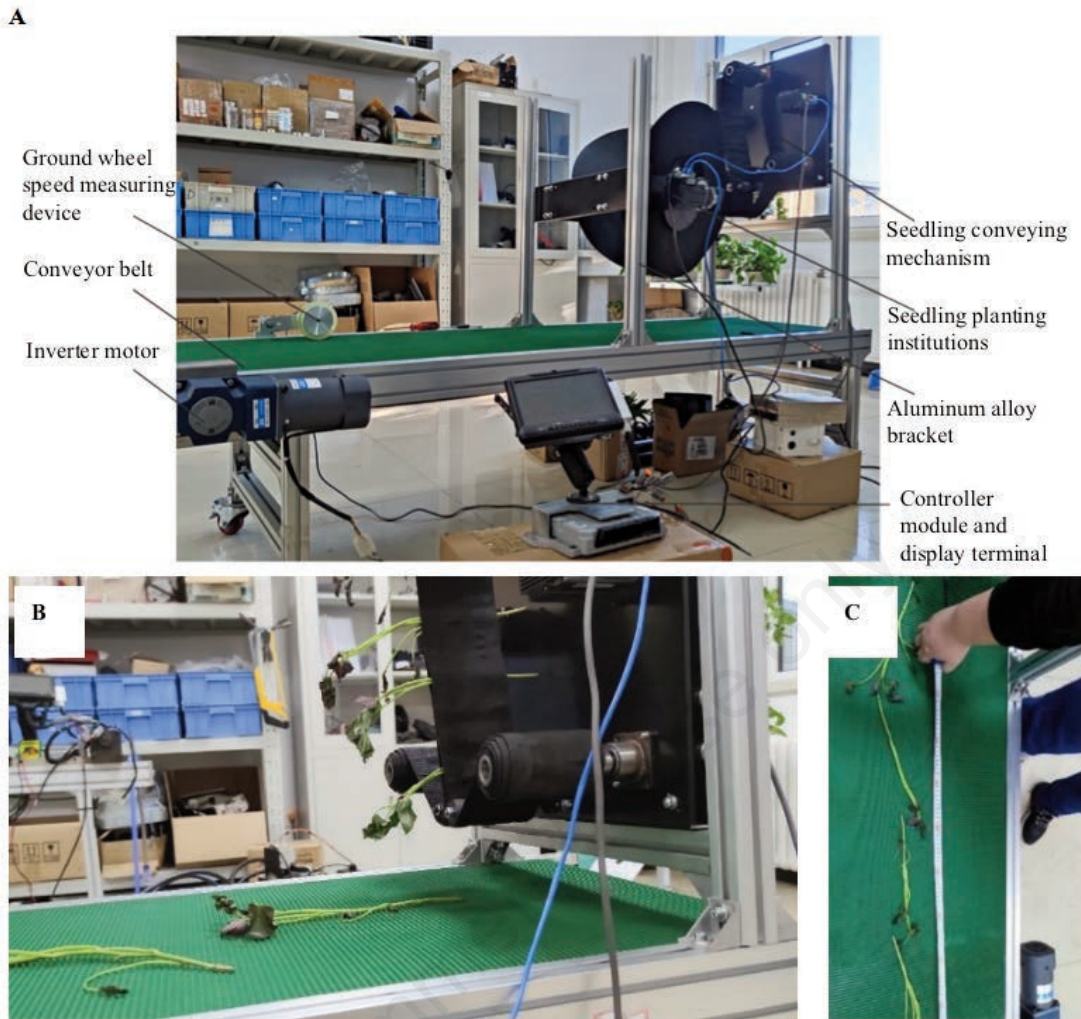 A
Ground wheel
speed measuring
device
Conveyor belt
Inverter motor
Seedling conveying
mechanism
Seedling planting
institutions
Aluminum alloy
bracket
Controller
module and
display terminal
B
C